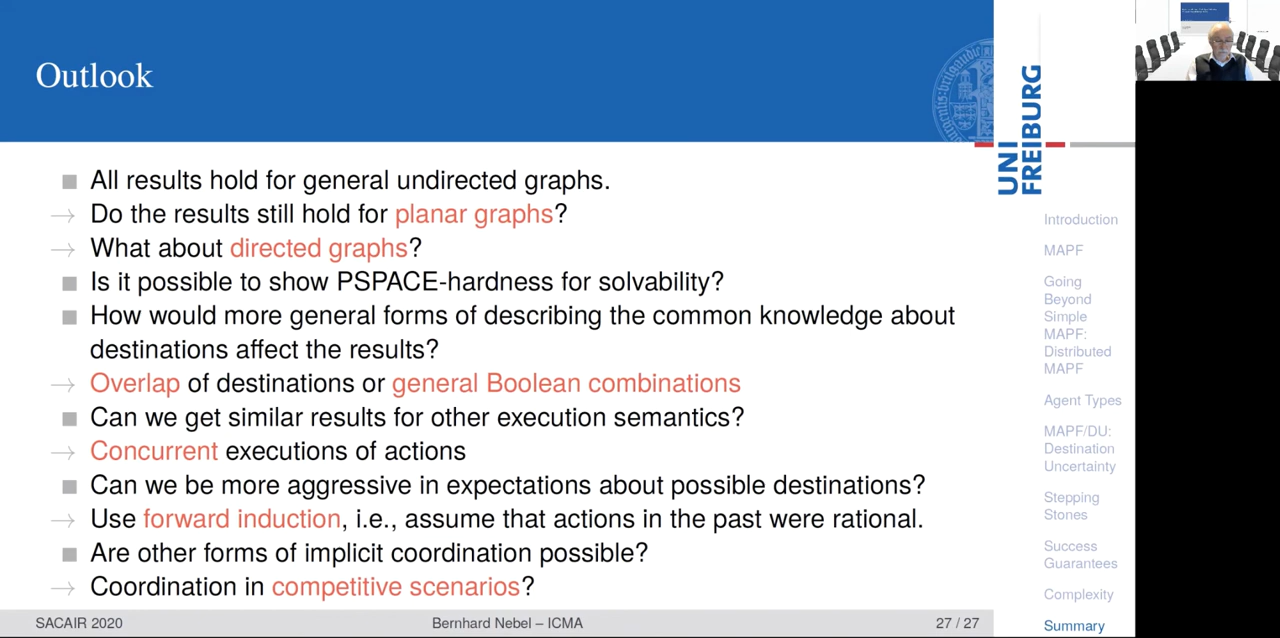 Outlook
UNI
FREIBURG
All results hold for general undirected graphs.
→ Do the results still hold for planar graphs?
→ What about directed graphs?
Is it possible to show PSPACE-hardness for solvability?
How would more general forms of describing the common knowledge about
destinations affect the results?
→ Overlap of destinations or general Boolean combinations
Can we get similar results for other execution semantics?
→ Concurrent executions of actions
Can we be more aggressive in expectations about possible destinations?
→ Use forward induction, i.e., assume that actions in the past were rational.
Are other forms of implicit coordination possible?
→ Coordination in competitive scenarios?
Introduction
MAPF
Going
Beyond
Simple
MAPF:
Distributed
MAPF
Agent Types
MAPF/DU:
Destination
Uncertainty
Stepping
Stones
Success
Guarantees
Complexity
Summary
SACAIR 2020
Bernhard Nebel – ICMA
27 / 27